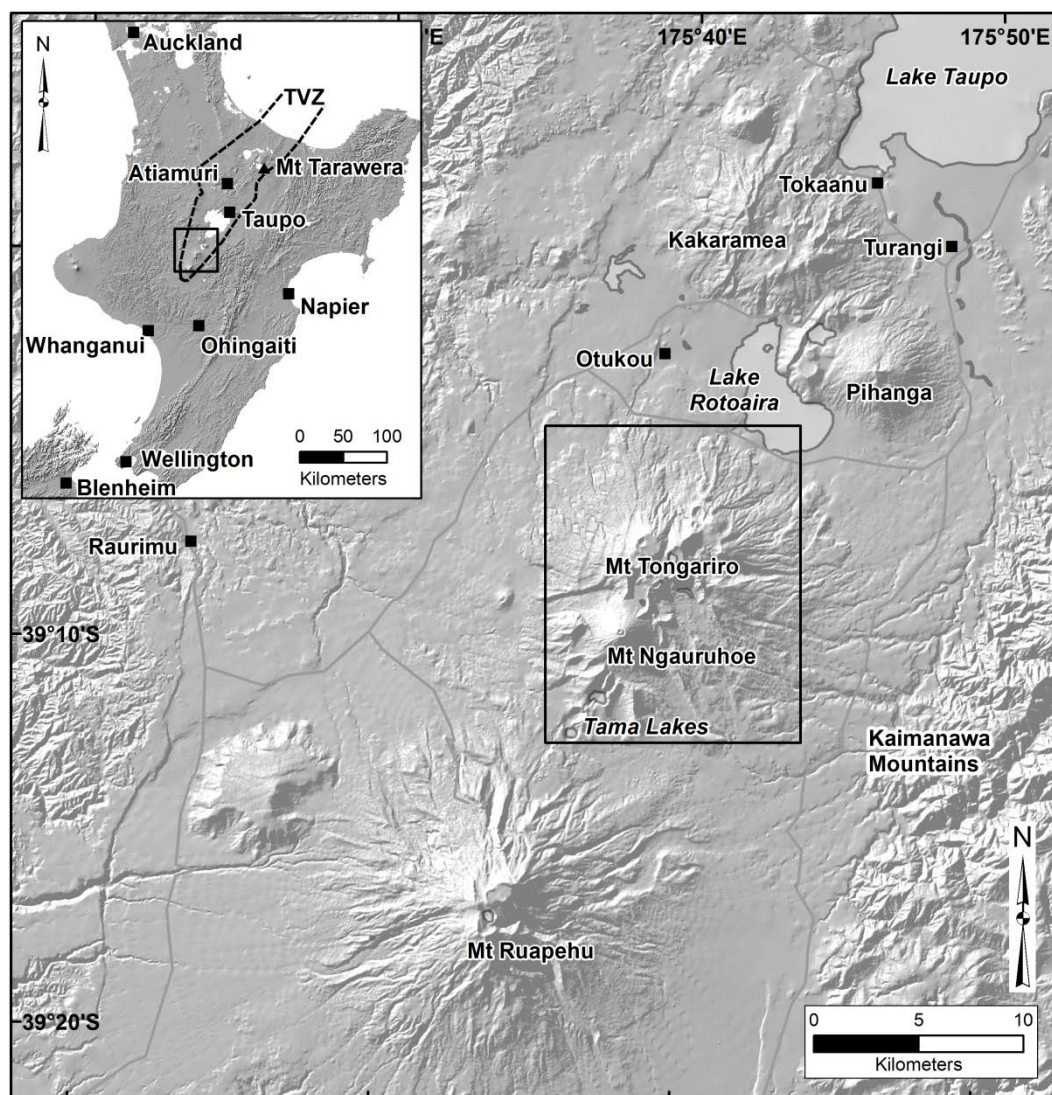 N
Auckland
TVZ
Atiamuri
Mt Tarawera
Taupo
Napier
Whanganui
Ohingaiti
0 50 100
Kilometers
Wellington
Blenheim
'E
175°40'E
175°50'E
Lake Taupo
Tokaanu
Kakaramea
Turangi
Otukou
Lake
Rotoaira
Pihanga
Raurimu
Mt Tongariro
39°10'S
Mt Ngauruhoe
Tama Lakes
Kaimanawa
Mountains
N
Mt Ruapehu
39°20'S
0 5 10
Kilometers